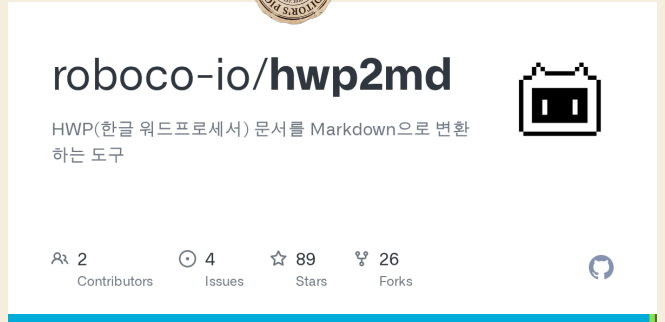 EDITOR'S PIC
roboco-io/hwp2md
HWP(한글 워드프로세서) 문서를 Markdown으로 변환
하는 도구
2
Contributors
4
Issues
89
Stars
26
Forks